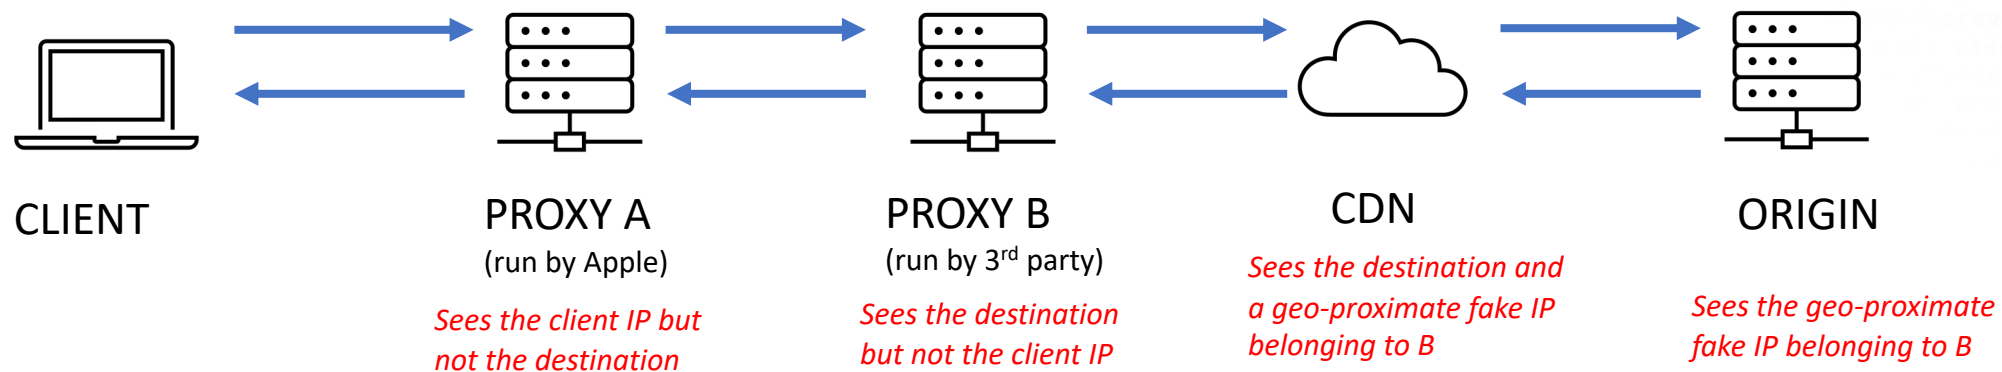 CLIENT
PROXY A
(run by Apple)
Sees the client IP but
not the destination
PROXY B
(run by 3rd party)
Sees the destination
but not the client IP
CDN
Sees the destination and
a geo-proximate fake IP
belonging to B
ORIGIN
Sees the geo-proximate
fake IP belonging to B